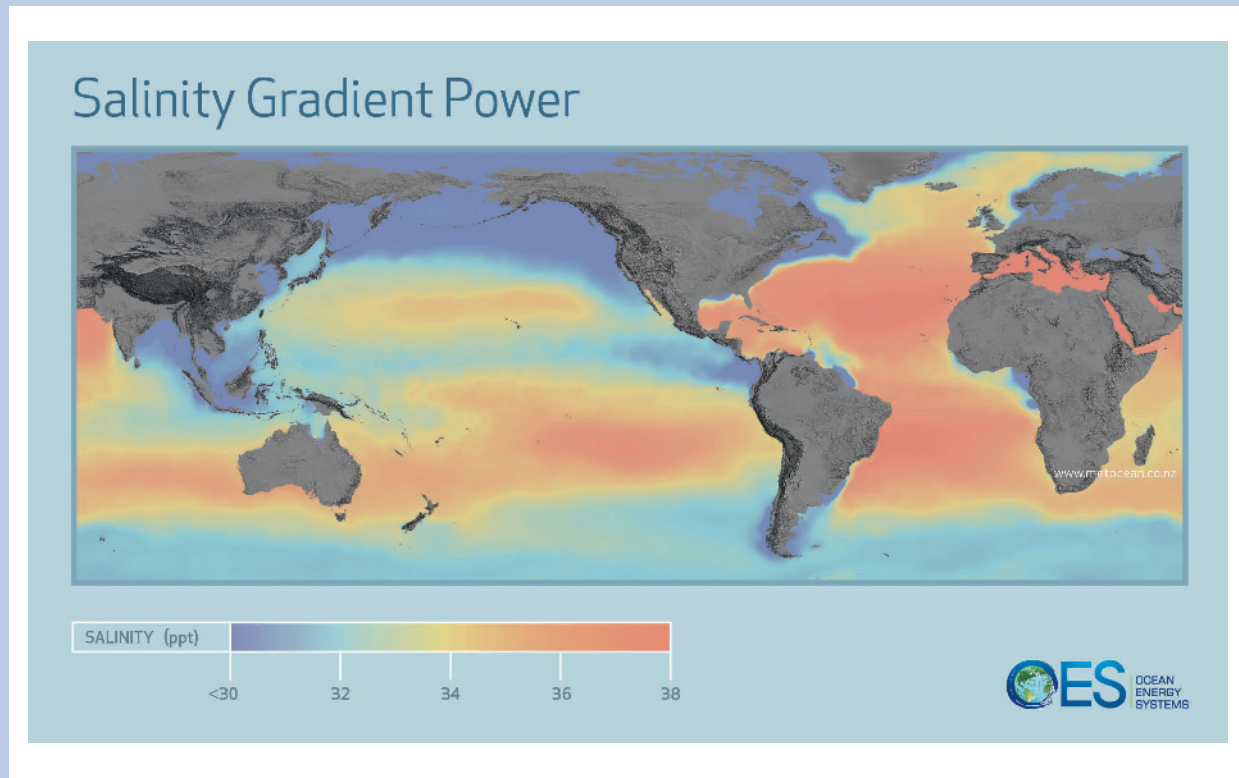 Salinity Gradient Power
www.metocean.co.nz
SALINITY (ppt)
<30 32 34 36 38
OES OCEAN
ENERGY
SYSTEMS